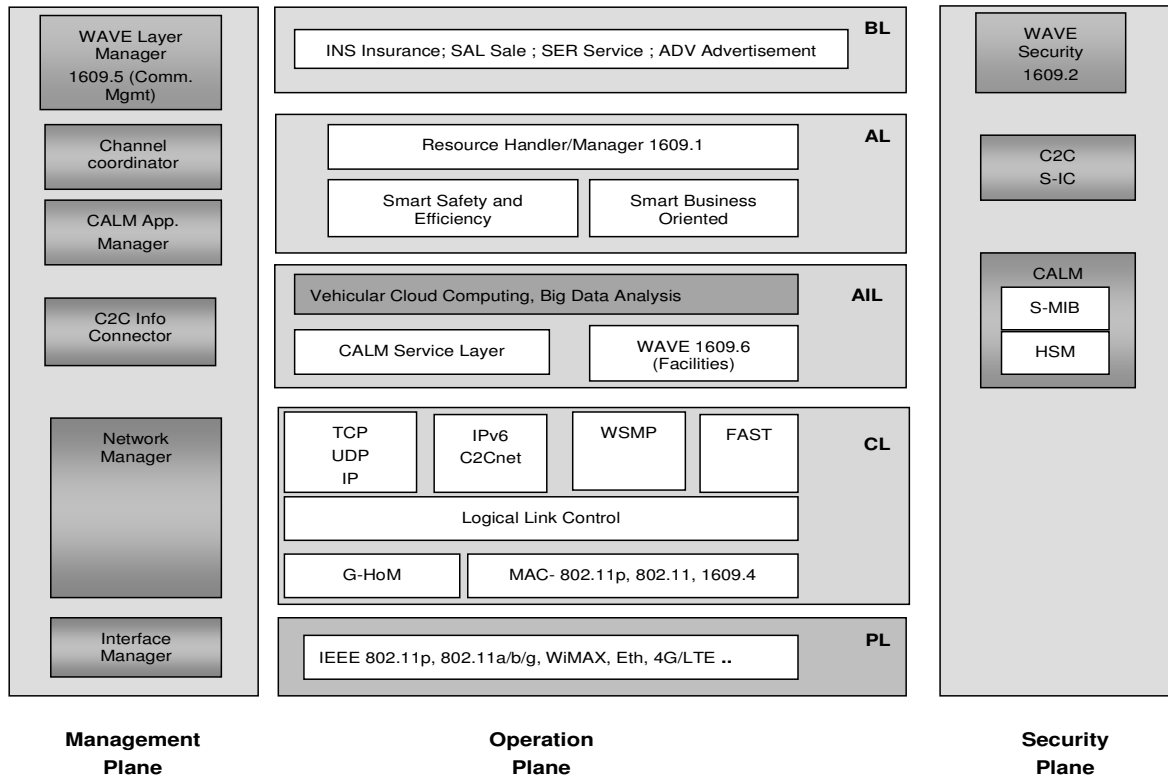 WAVE Layer
Manager
1609.5 (Comm.
Mgmt)
Channel
coordinator
CALM App.
Manager
C2C Info
Connector
Network
Manager
Interface
Manager
Management
Plane
BL
INS Insurance; SAL Sale ; SER Service ; ADV Advertisement
AL
Resource Handler/Manager 1609.1
Smart Safety and
Efficiency
Smart Business
Oriented
AIL
Vehicular Cloud Computing, Big Data Analysis
CALM Service Layer
WAVE 1609.6
(Facilities)
CL
TCP
UDP
IP
IPv6
C2Cnet
WSMP
FAST
Logical Link Control
G-HoM
MAC- 802.11p, 802.11, 1609.4
PL
IEEE 802.11p, 802.11a/b/g, WiMAX, Eth, 4G/LTE ..
Operation
Plane
WAVE
Security
1609.2
C2C
S-IC
CALM
S-MIB
HSM
Security
Plane